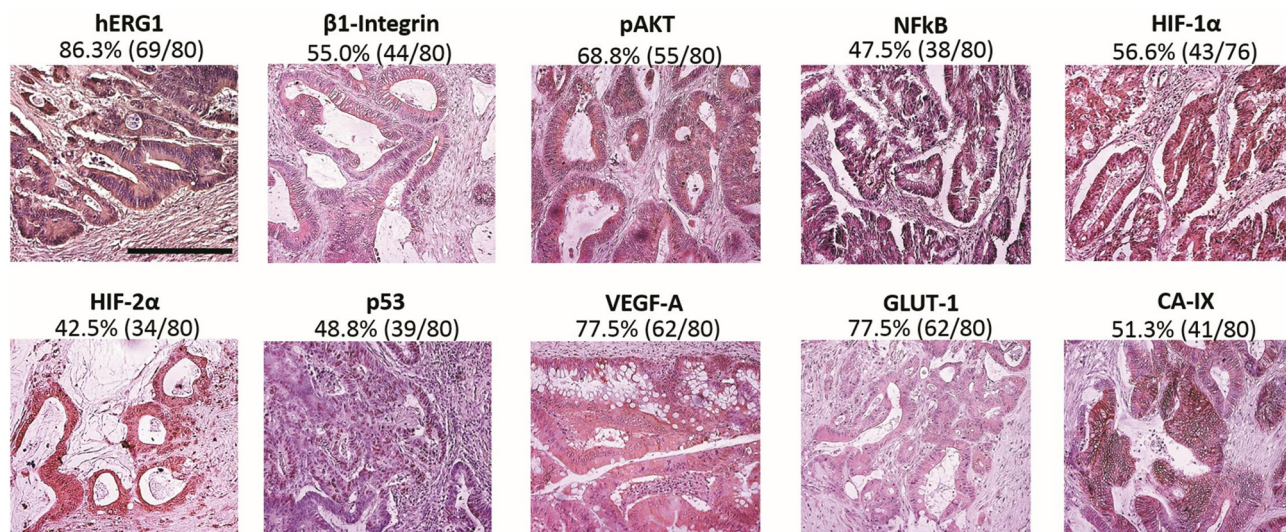 hERG1
86.3% (69/80)
β1-Integrin
55.0% (44/80)
pAKT
68.8% (55/80)
NFkB
47.5% (38/80)
HIF-1α
56.6% (43/76)
HIF-2α
42.5% (34/80)
p53
48.8% (39/80)
VEGF-A
77.5% (62/80)
GLUT-1
77.5% (62/80)
CA-IX
51.3% (41/80)